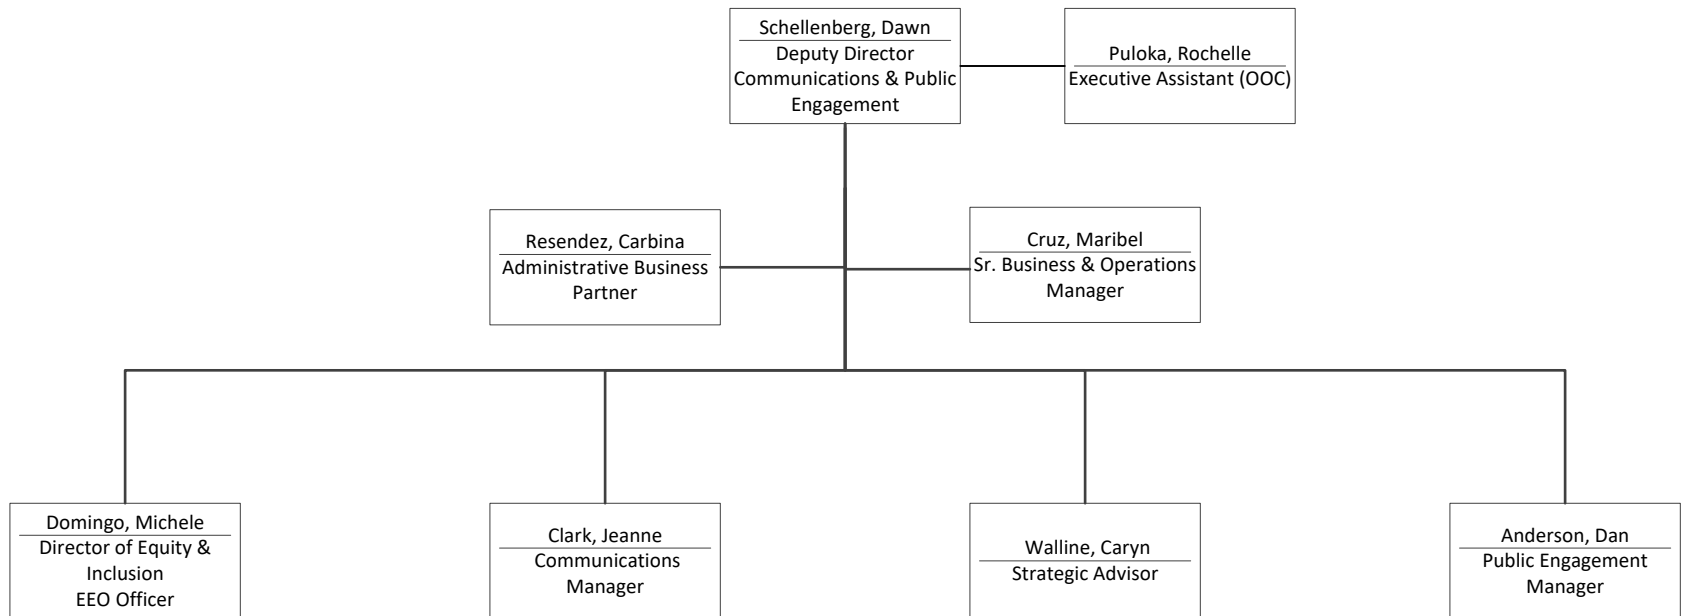 Schellenberg, Dawn
Deputy Director
Communications & Public
Engagement
Puloka, Rochelle
Executive Assistant (OOC)
Resendez, Carbina
Administrative Business
Partner
Cruz, Maribel
Sr. Business & Operations
Manager
Domingo, Michele
Director of Equity &
Inclusion
EEO Officer
Clark, Jeanne
Communications
Manager
Walline, Caryn
Strategic Advisor
Anderson, Dan
Public Engagement
Manager